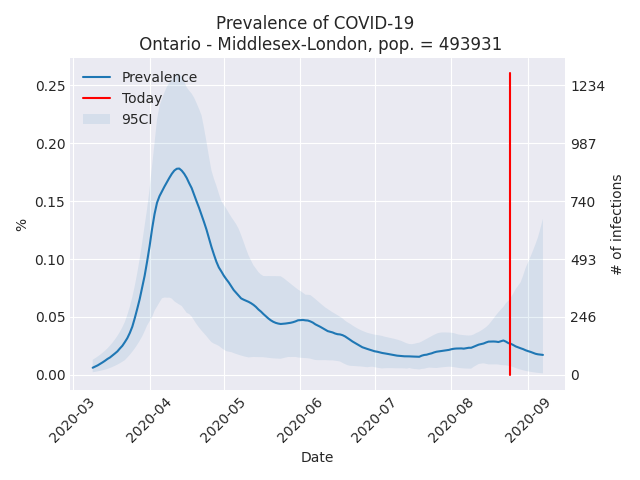 Prevalence of COVID-19
Ontario - Middlesex-London, pop. = 493931
Prevalence
Today
95CI
0.25
0.20
0.15
0.10
0.05
0.00
%
1234
987
740
493
246
0
# of infections
2020-03
2020-04
2020-05
2020-06
2020-07
2020-08
2020-09
Date